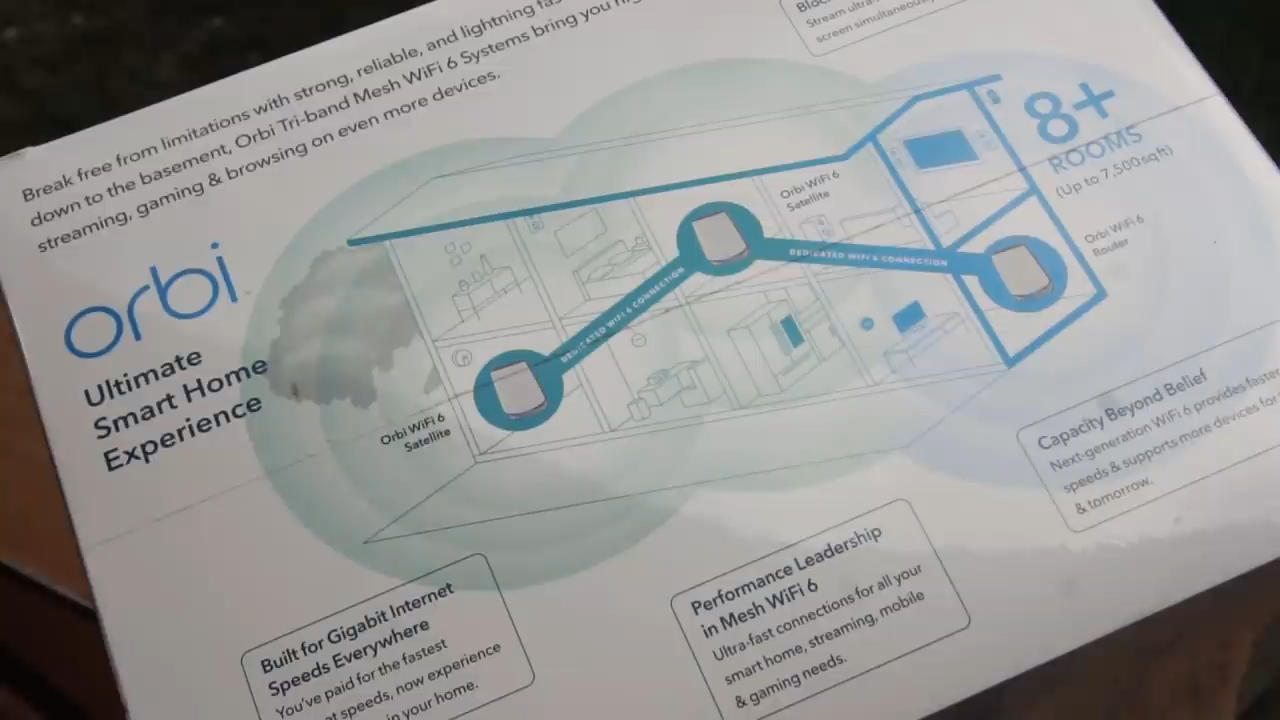 Break free from limitations with strong, reliable, and lightning
down to the basement, Orbi Tri-band Mesh WiFi 6 Systems bring you
streaming, gaming & browsing on even more devices.
Stream
screen simultaneously
8+
ROOMS
(Up to 7,500sqft)
orbi
Ultimate
Smart Home
Experience
Orbi WiFi 6
Satellite
Orbi WiFi 6
Router
DEDICATED WIFI 6 CONNECTION
DEDICATED WIFI 6 CONNECTION
Orbi WiFi 6
Satellite
Capacity Beyond Belief
Next-generation WiFi 6 provides faster
speeds & supports more devices for
& tomorrow.
Performance Leadership
in Mesh WiFi 6
Ultra-fast connections for all your
smart home, streaming, mobile
& gaming needs.
Built for Gigabit Internet
Speeds Everywhere
You've paid for the fastest
speeds, now experience
in your home.